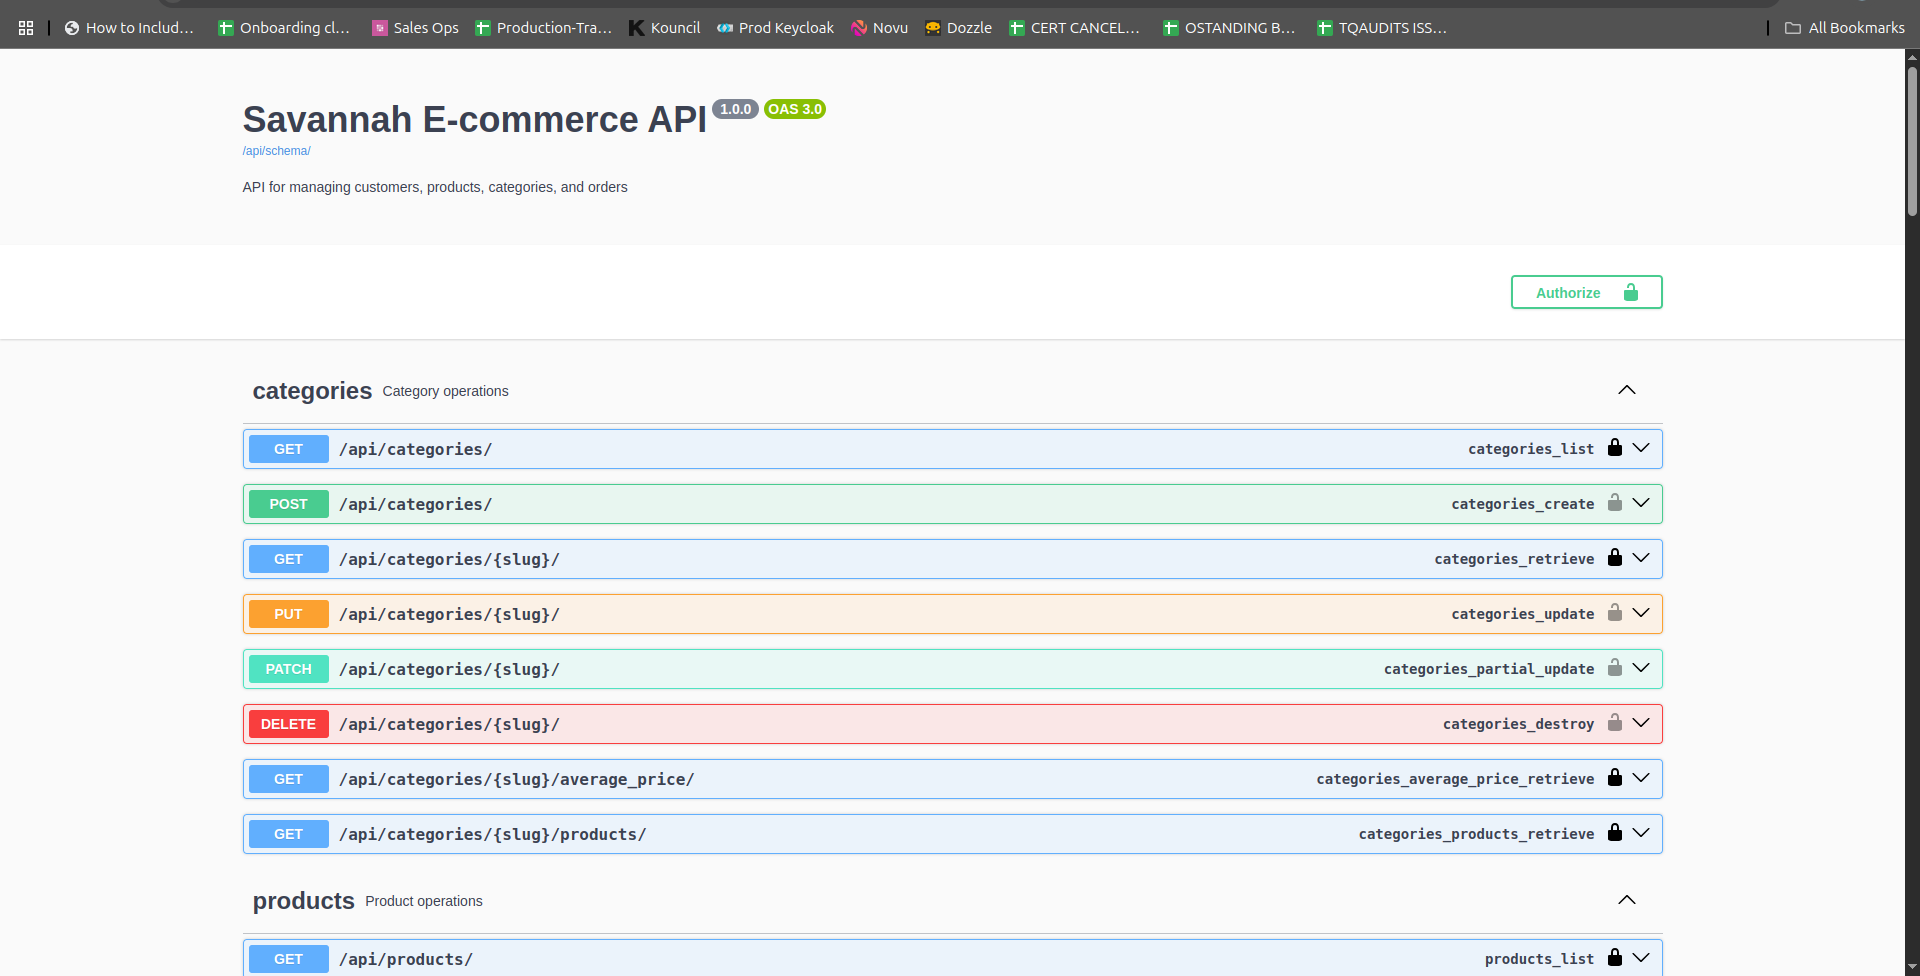 How to Includ...
Onboarding cl...
Sales Ops
Production-Tra...
Kouncil
Prod Keycloak
Novu
Dozzle
CERT CANCEL...
OSTANDING B...
TQAUDITS ISS...
All Bookmarks
Savannah E-commerce API 1.0.0 OAS 3.0
/api/schema/
API for managing customers, products, categories, and orders
Authorize
categories Category operations
GET /api/categories/ categories_list
POST /api/categories/ categories_create
GET /api/categories/{slug}/ categories_retrieve
PUT /api/categories/{slug}/ categories_update
PATCH /api/categories/{slug}/ categories_partial_update
DELETE /api/categories/{slug}/ categories_destroy
GET /api/categories/{slug}/average_price/ categories_average_price_retrieve
GET /api/categories/{slug}/products/ categories_products_retrieve
products Product operations
GET /api/products/ products_list